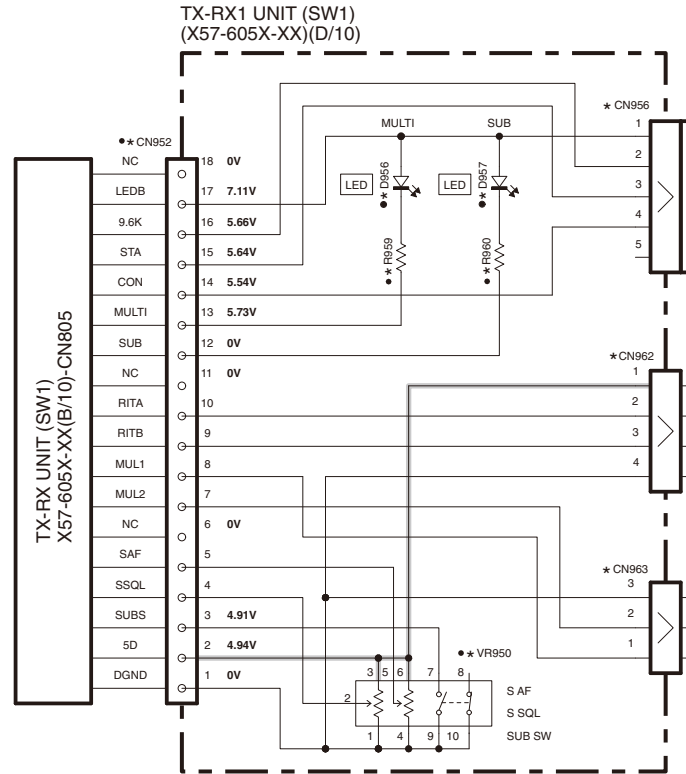 TX-RX1 UNIT (SW1)
(X57-605X-XX)(D/10)
TX-RX UNIT (SW1)
X57-605X-XX(B/10)-CN805
●★CN952
NC 18 0V
LEDB 17 7.11V
9.6K 16 5.66V
STA 15 5.64V
CON 14 5.54V
MULTI 13 5.73V
SUB 12 0V
NC 11 0V
RITA 10
RITB 9
MUL1 8
MUL2 7
NC 6 0V
SAF 5
SSQL 4
SUBS 3 4.91V
5D 2 4.94V
DGND 1 0V
MULTI
SUB
LED
●★D956
LED
●★D957
●★R959
●★R960
★CN956
1
2
3
4
5
★CN962
1
2
3
4
★CN963
3
2
1
●★VR950
3 5 6 7 8
2
1 4 9 10
S AF
S SQL
SUB SW